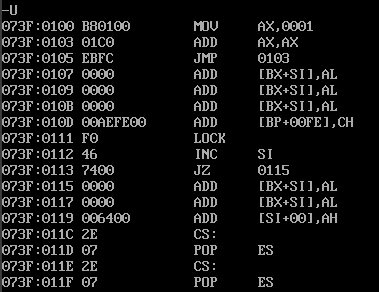 -U
073F:0100 B80100 MOV AX,0001
073F:0103 01C0 ADD AX,AX
073F:0105 EBFC JMP 0103
073F:0107 0000 ADD [BX+SI],AL
073F:0109 0000 ADD [BX+SI],AL
073F:010B 0000 ADD [BX+SI],AL
073F:010D 00AEFE00 ADD [BP+00FE],CH
073F:0111 F0 LOCK
073F:0112 46 INC SI
073F:0113 7400 JZ 0115
073F:0115 0000 ADD [BX+SI],AL
073F:0117 0000 ADD [BX+SI],AL
073F:0119 006400 ADD [SI+00],AH
073F:011C 2E CS:
073F:011D 07 POP ES
073F:011E 2E CS:
073F:011F 07 POP ES